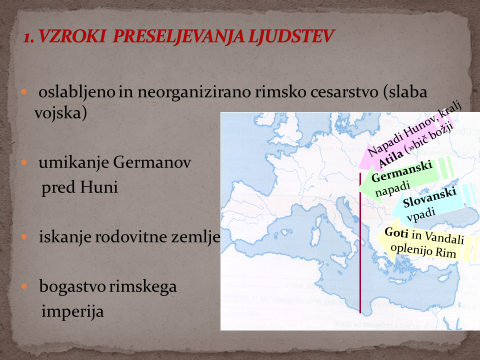 1. VZROKI PRESELJEVANJA LJUDSTEV
oslabljeno in neorganizirano rimsko cesarstvo (slaba
vojska)
umikanje Germanov
pred Huni
iskanje rodovitne zemlje
bogastvo rimskega
imperija
Napadi Hunov, kralj
Atila (»bič božji
Germanski
napadi
Slovanski
vpadi
Goti in Vandali
oplenijo Rim